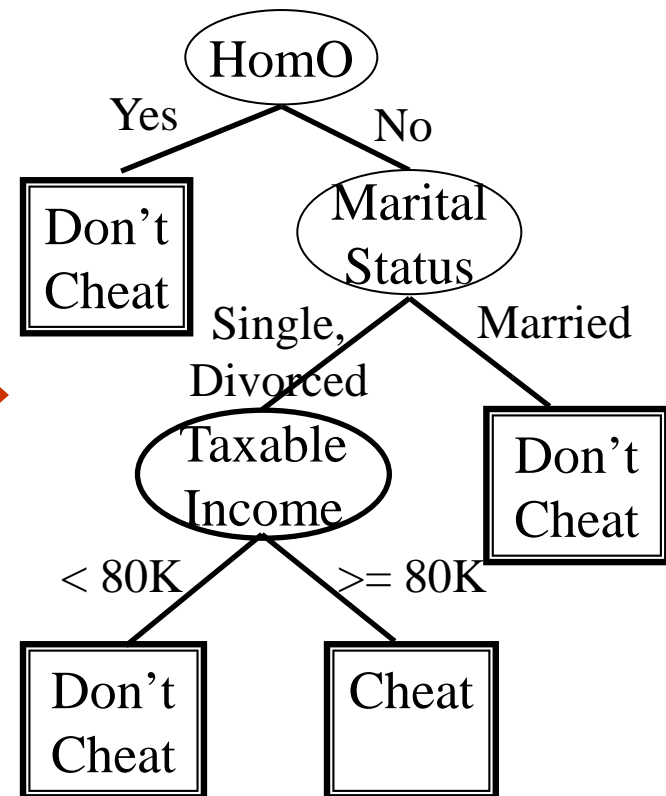 HomO
Yes
No
Don't
Cheat
Marital
Status
Single,
Divorced
Married
Taxable
Income
Don't
Cheat
< 80K
>= 80K
Don't
Cheat
Cheat